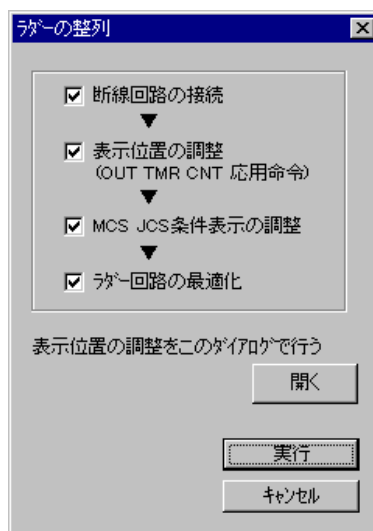 ﾗﾀﾞｰの整列
断線回路の接続
▼
表示位置の調整
(OUT TMR CNT 応用命令)
▼
MCS JCS条件表示の調整
▼
ﾗﾀﾞｰ回路の最適化
表示位置の調整をこのﾀﾞｲｱﾛｸﾞで行う
開く
実行
ｷｬﾝｾﾙ